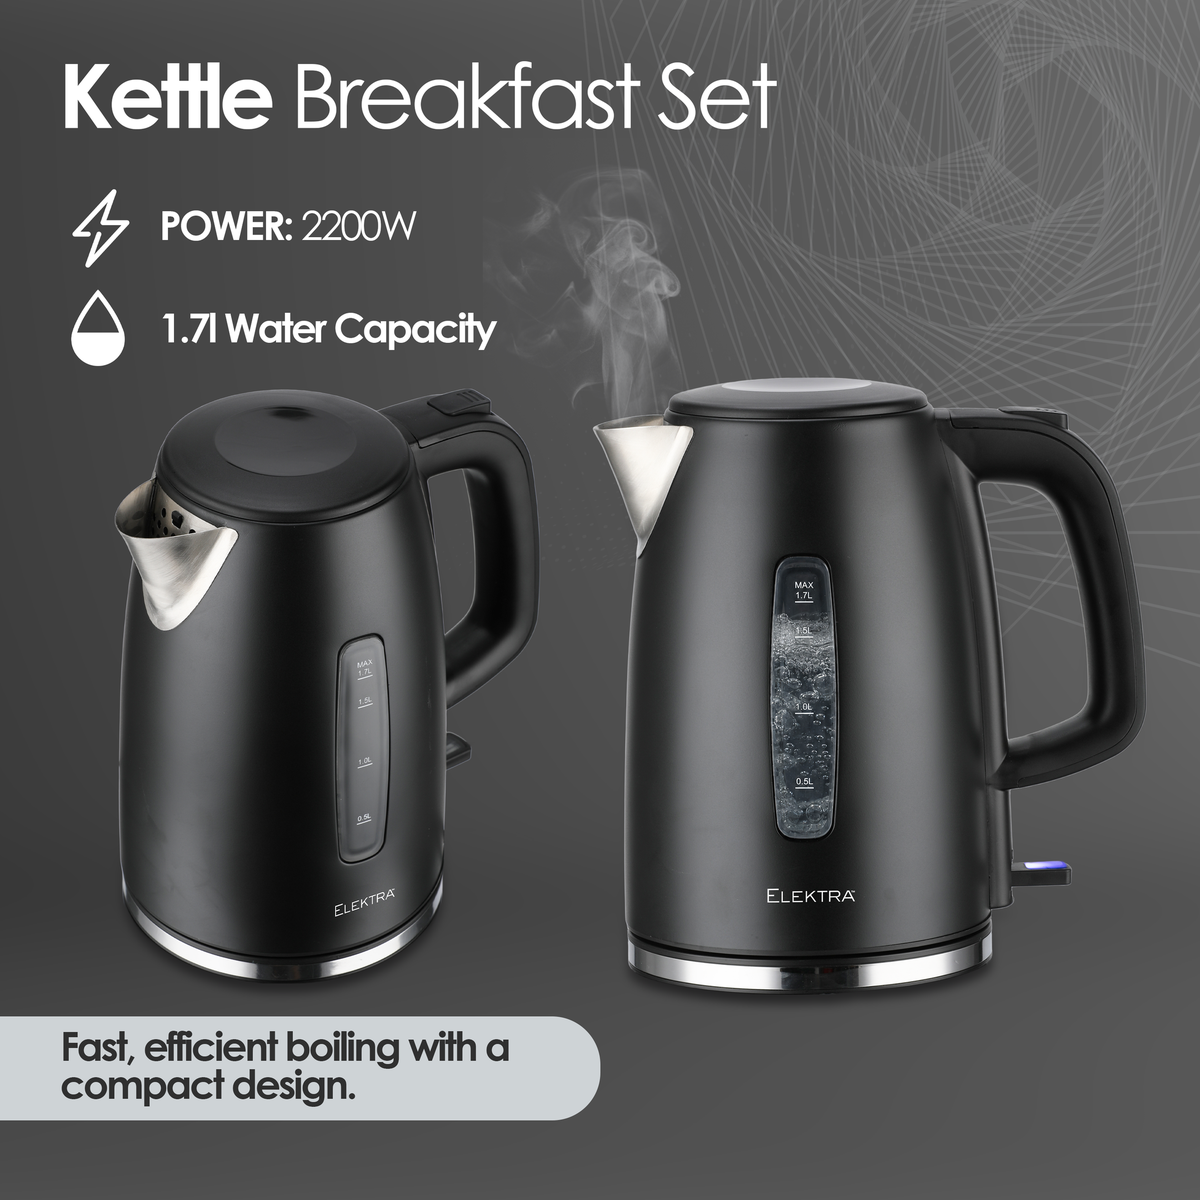 Kettle Breakfast Set
POWER: 2200W
1.7l Water Capacity
MAX
1.7L
1.5L
1.0L
0.5L
ELEKTRA
MAX
1.7L
1.5L
1.0L
0.5L
ELEKTRA
Fast, efficient boiling with a
compact design.